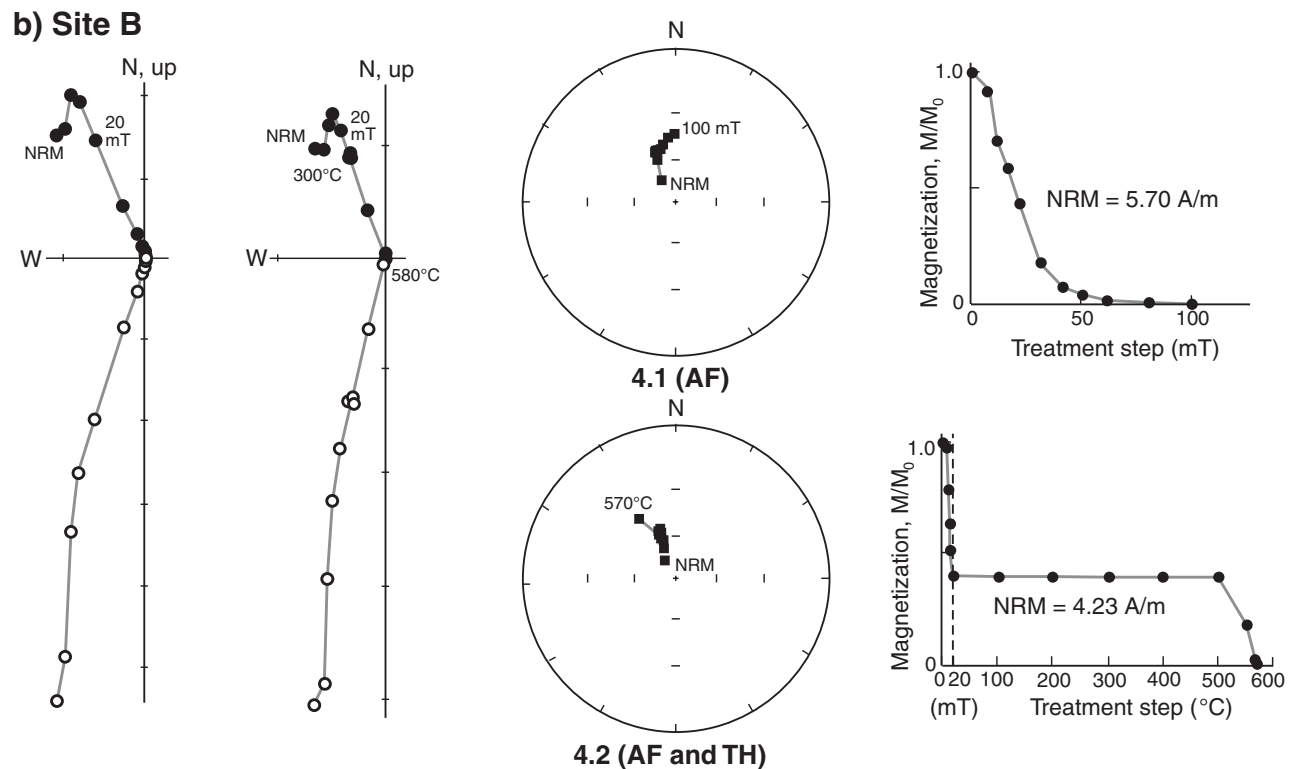 b) Site B
N, up
20
mT
NRM
W
N, up
NRM
20
mT
300°C
W
580°C
N
100 mT
NRM
4.1 (AF)
N
570°C
NRM
4.2 (AF and TH)
Magnetization, M/M0
1.0
0
NRM = 5.70 A/m
0 50 100
Treatment step (mT)
Magnetization, M/M0
1.0
0
NRM = 4.23 A/m
0 20 100 200 300 400 500 600
(mT) Treatment step (°C)